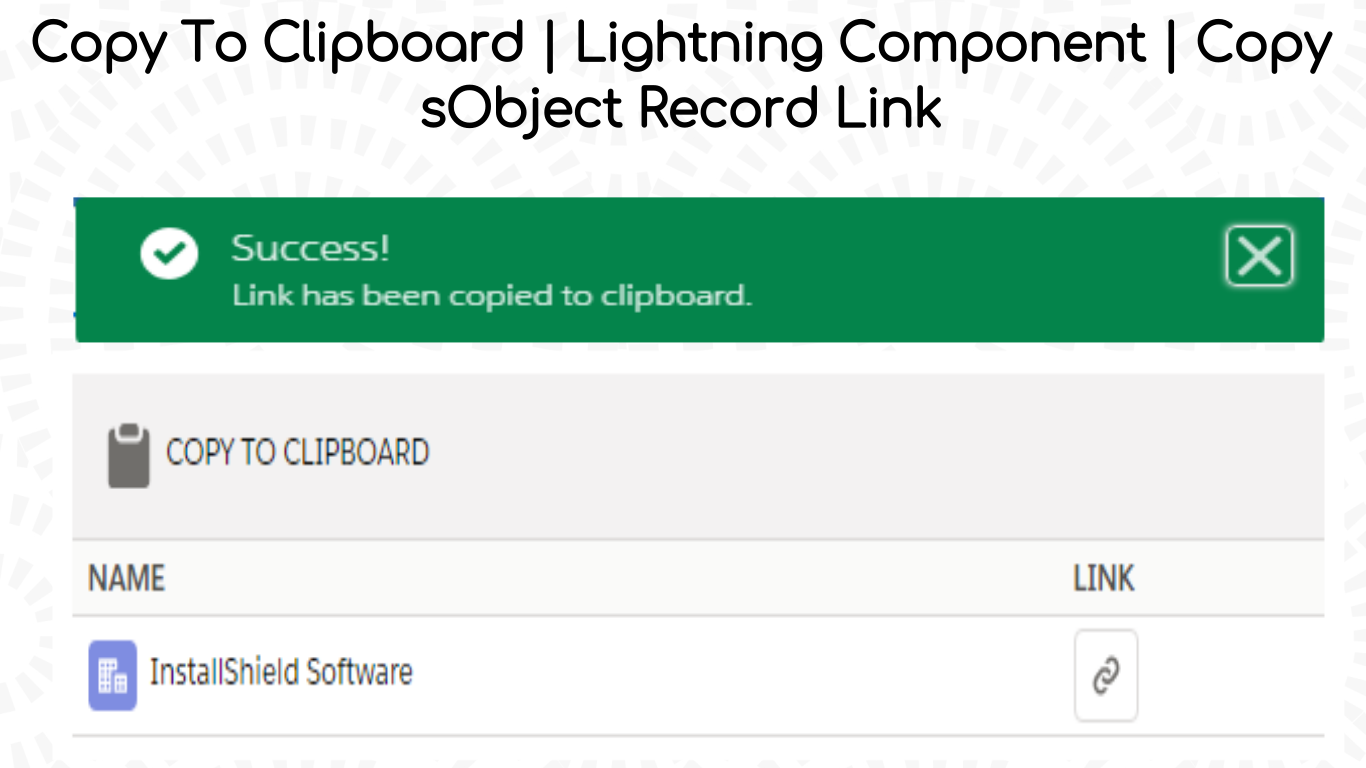 Copy To Clipboard | Lightning Component | Copy
sObject Record Link
Success!
Link has been copied to clipboard.
COPY TO CLIPBOARD
NAME LINK
InstallShield Software